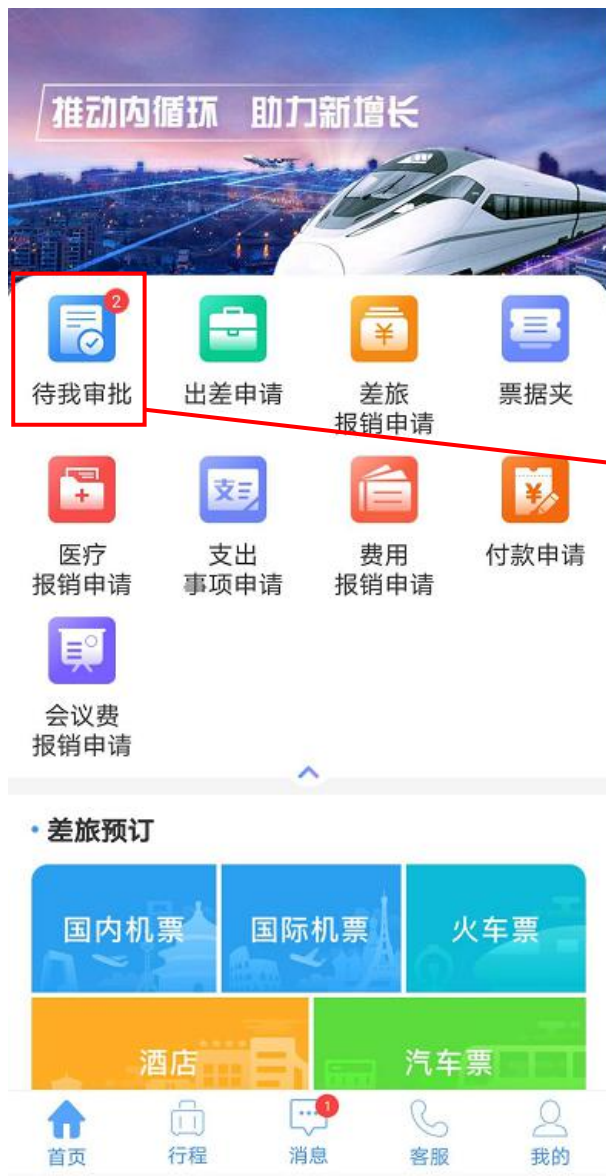 推动内循环 助力新增长
2
待我审批
出差申请
差旅
报销申请
票据夹
医疗
报销申请
支出
事项申请
费用
报销申请
付款申请
会议费
报销申请
差旅预订
国内机票
国际机票
火车票
酒店
汽车票
1
首页
行程
消息
客服
我的